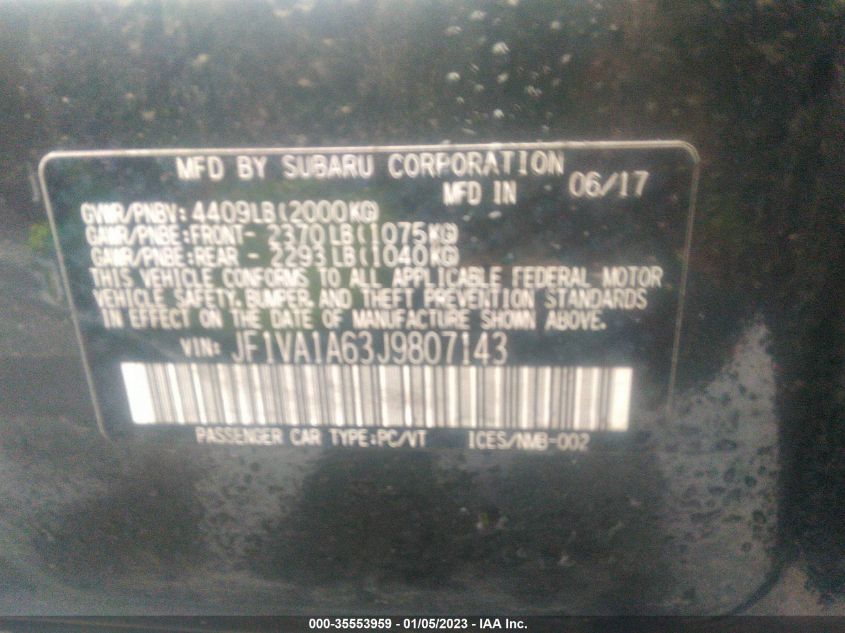 MFD BY SUBARU CORPORATION
MFD IN 06/17
GVWR/PNBV: 4409LB(2000KG)
GAWR/PNBE:FRONT- 2370LB(1075KG)
GAWR/PNBE:REAR - 2293LB(1040KG)
THIS VEHICLE CONFORMS TO ALL APPLICABLE FEDERAL MOTOR
VEHICLE SAFETY, BUMPER, AND THEFT PREVENTION STANDARDS
IN EFFECT ON THE DATE OF MANUFACTURE SHOWN ABOVE.
VIN: JF1VA1A63J9807143
PASSENGER CAR TYPE:PC/VT ICES/NMB-002
000-35553959 - 01/05/2023 - IAA Inc.